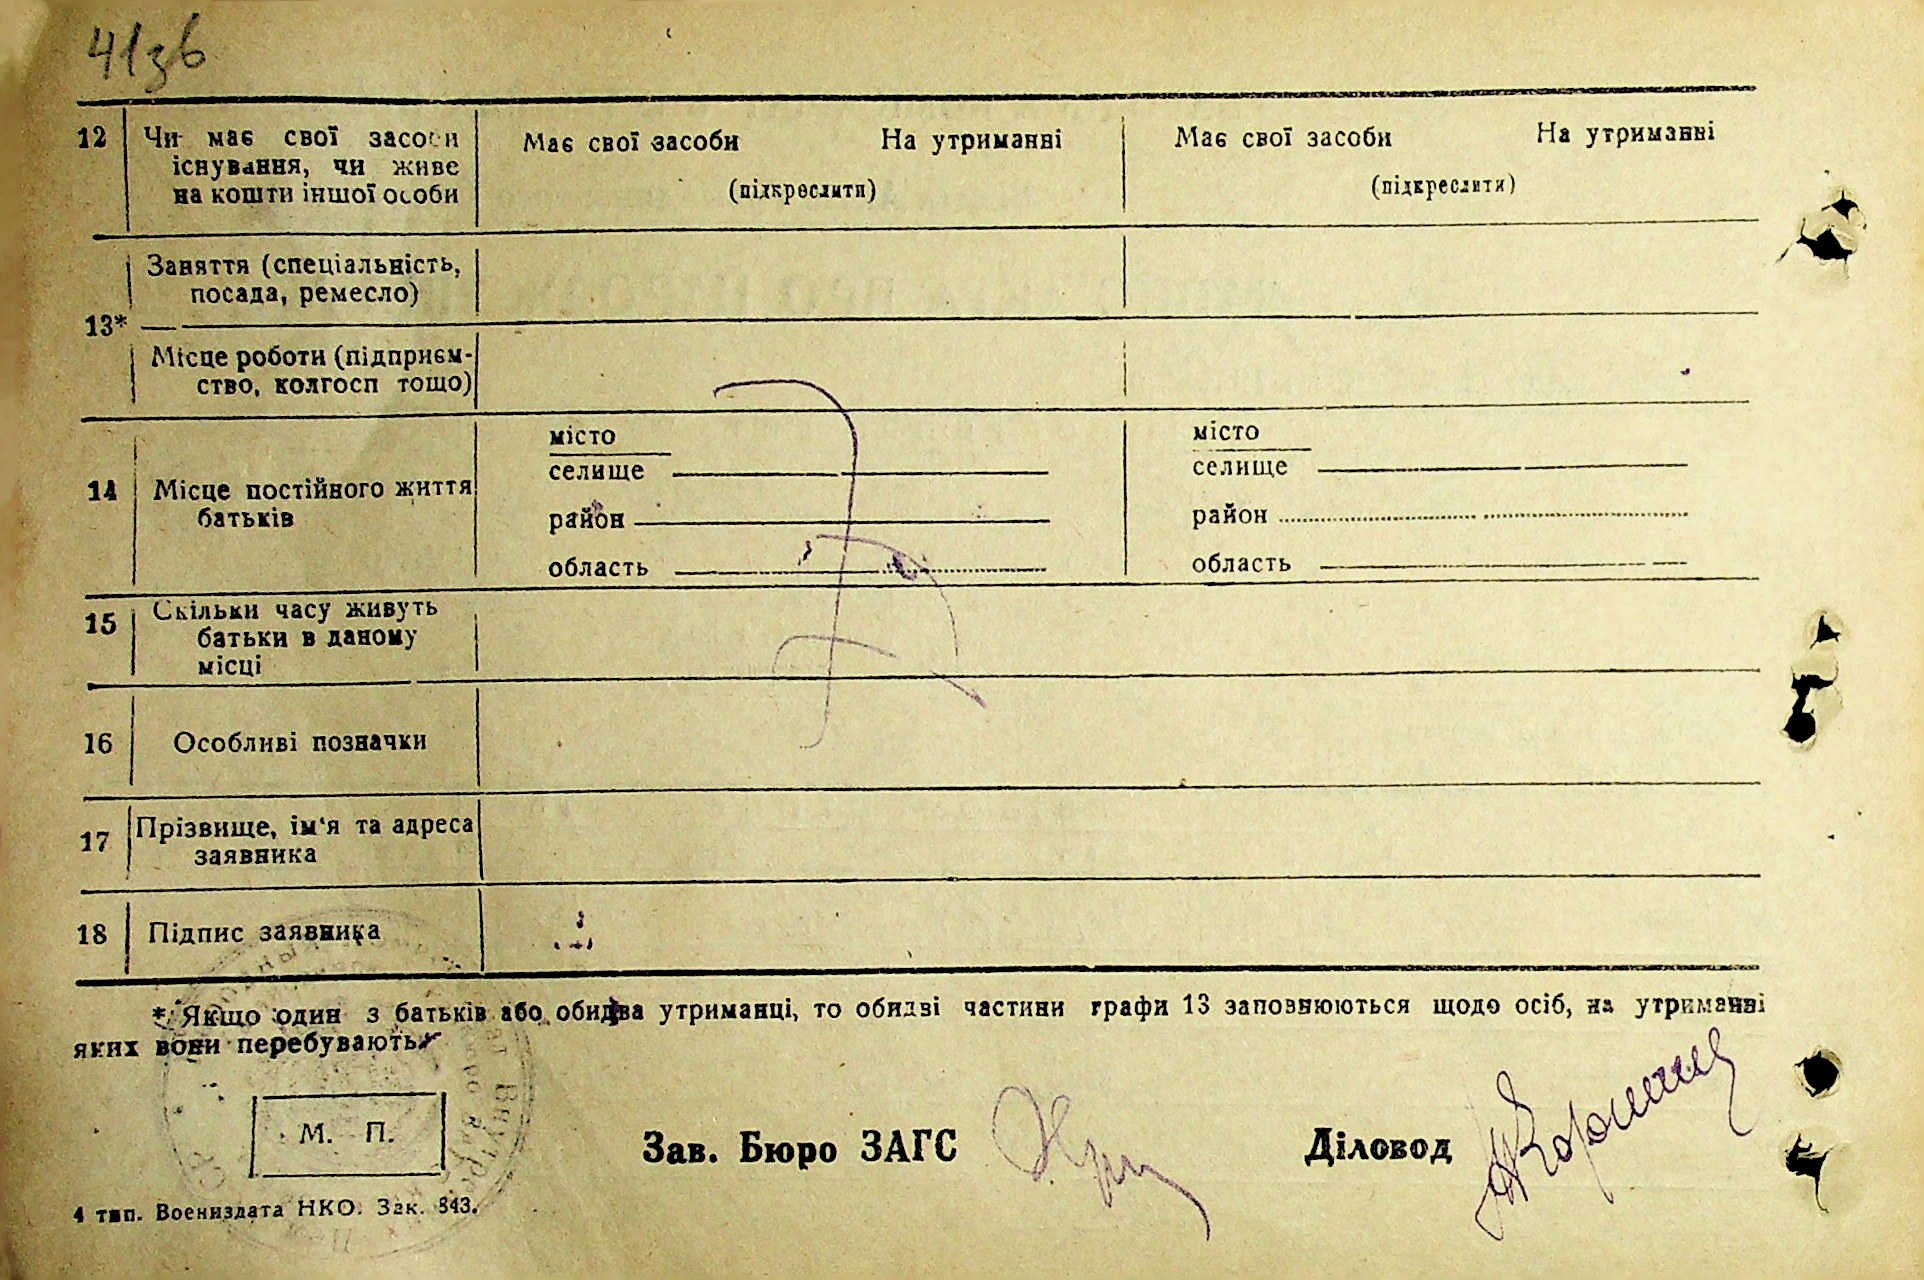 41зб
12 Чи має свої засоби Має свої засоби На утриманні Має свої засоби На утриманні
існування, чи живе
на кошти іншої особи (підкреслити) (підкреслити)
Заняття (спеціальність,
посада, ремесло)
13*
Місце роботи (підприєм-
ство, колгосп тощо)
місто місто
селище селище
14 Місце постійного життя
батьків район район
область область
15 Скільки часу живуть
батьки в даному
місці
16 Особливі позначки
17 Прізвище, ім'я та адреса
заявника
18 Підпис заявника
* Якщо один з батьків або обидва утриманці, то обидві частини графи 13 заповнюються щодо осіб, на утриманні
яких вони перебувають.
М. П. Зав. Бюро ЗАГС Діловод
4 тип. Воениздата НКО. Зак. 843.